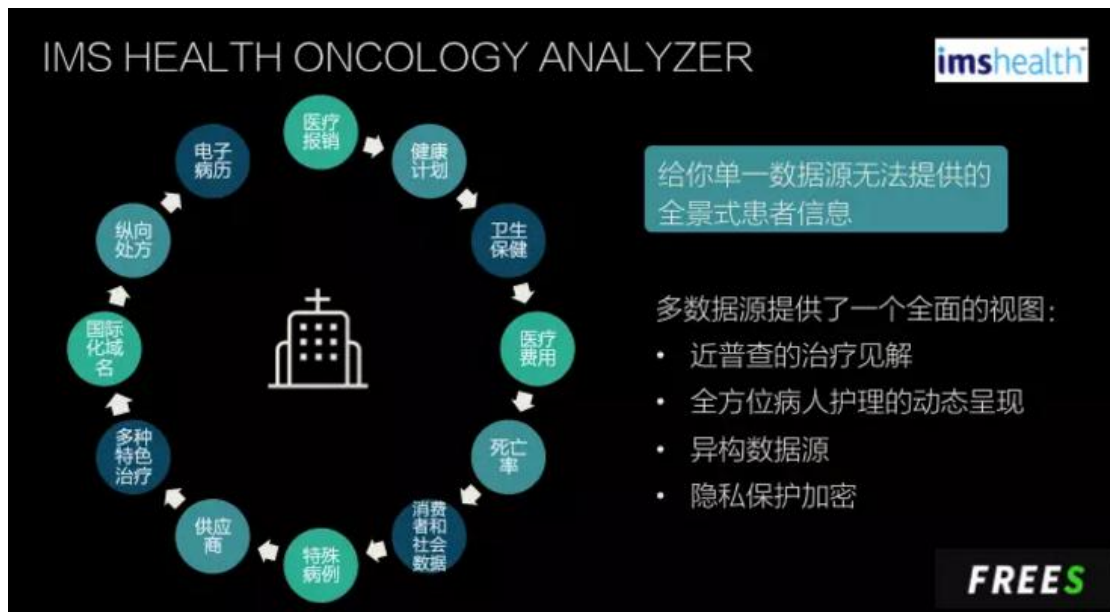 IMS HEALTH ONCOLOGY ANALYZER
imshealth
医疗
报销
健康
计划
卫生
保健
医疗
费用
死亡
率
消费
者和
社会
数据
特殊
病例
供应
商
多种
特色
治疗
国际
化域
名
纵向
处方
电子
病历
给你单一数据源无法提供的
全景式患者信息
多数据源提供了一个全面的视图:
• 近普查的治疗见解
• 全方位病人护理的动态呈现
• 异构数据源
• 隐私保护加密
FREES